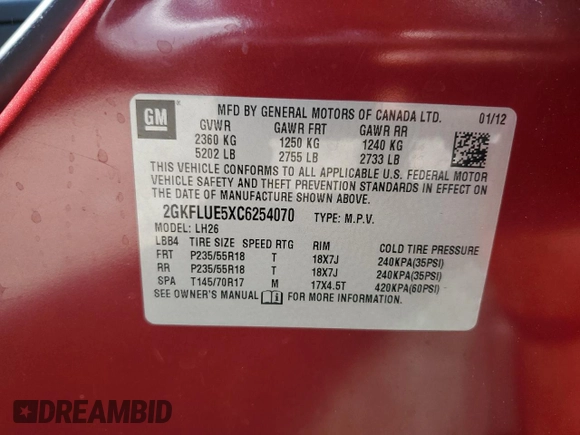 GM
MFD BY GENERAL MOTORS OF CANADA LTD. 01/12
GVWR GAWR FRT GAWR RR
2360 KG 1250 KG 1240 KG
5202 LB 2755 LB 2733 LB
THIS VEHICLE CONFORMS TO ALL APPLICABLE U.S. FEDERAL MOTOR
VEHICLE SAFETY AND THEFT PREVENTION STANDARDS IN EFFECT ON
THE DATE OF MANUFACTURE SHOWN ABOVE.
2GKFLUE5XC6254070 TYPE: M.P.V.
MODEL: LH26
LBB4 TIRE SIZE SPEED RTG RIM COLD TIRE PRESSURE
FRT P235/55R18 T 18X7J 240KPA(35PSI)
RR P235/55R18 T 18X7J 240KPA(35PSI)
SPA T145/70R17 M 17X4.5T 420KPA(60PSI)
SEE OWNER'S MANUAL FOR MORE INFORMATION.
DREAMBID